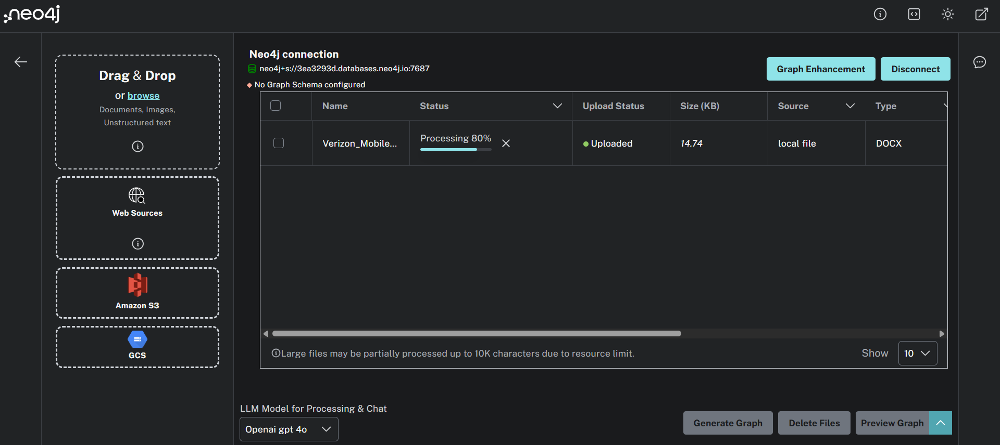 neo4j
Drag & Drop
or browse
Documents, Images,
Unstructured text
Web Sources
Amazon S3
GCS
Neo4j connection
neo4j+s://3ea3293d.databases.neo4j.io:7687
No Graph Schema configured
Graph Enhancement
Disconnect
Name Status Upload Status Size (KB) Source Type
Verizon_Mobile... Processing 80% Uploaded 14.74 local file DOCX
Large files may be partially processed up to 10K characters due to resource limit.
Show 10
LLM Model for Processing & Chat
Openai gpt 4o
Generate Graph
Delete Files
Preview Graph